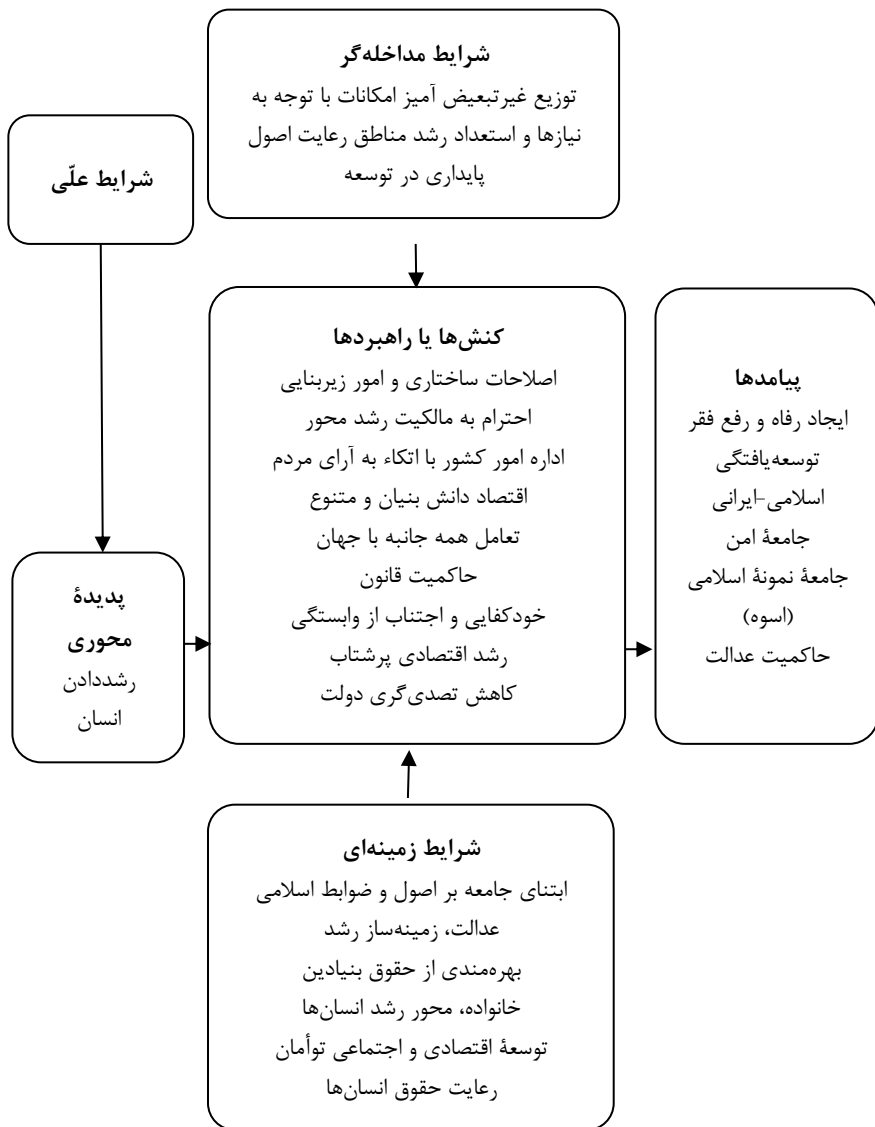 شرایط مداخله‌گر
توزیع غیرتبعیض آمیز امکانات با توجه به
نیازها و استعداد رشد مناطق رعایت اصول
پایداری در توسعه
شرایط علّی
کنش‌ها یا راهبردها
اصلاحات ساختاری و امور زیربنایی
احترام به مالکیت رشد محور
اداره امور کشور با اتکاء به آرای مردم
اقتصاد دانش بنیان و متنوع
تعامل همه جانبه با جهان
حاکمیت قانون
خودکفایی و اجتناب از وابستگی
رشد اقتصادی پرشتاب
کاهش تصدی‌گری دولت
پیامدها
ایجاد رفاه و رفع فقر
توسعه‌یافتگی
اسلامی-ایرانی
جامعهٔ امن
جامعهٔ نمونهٔ اسلامی
(اسوه)
حاکمیت عدالت
پدیدهٔ
محوری
رشددادن
انسان
شرایط زمینه‌ای
ابتنای جامعه بر اصول و ضوابط اسلامی
عدالت، زمینه‌ساز رشد
بهره‌مندی از حقوق بنیادین
خانواده، محور رشد انسان‌ها
توسعهٔ اقتصادی و اجتماعی توأمان
رعایت حقوق انسان‌ها